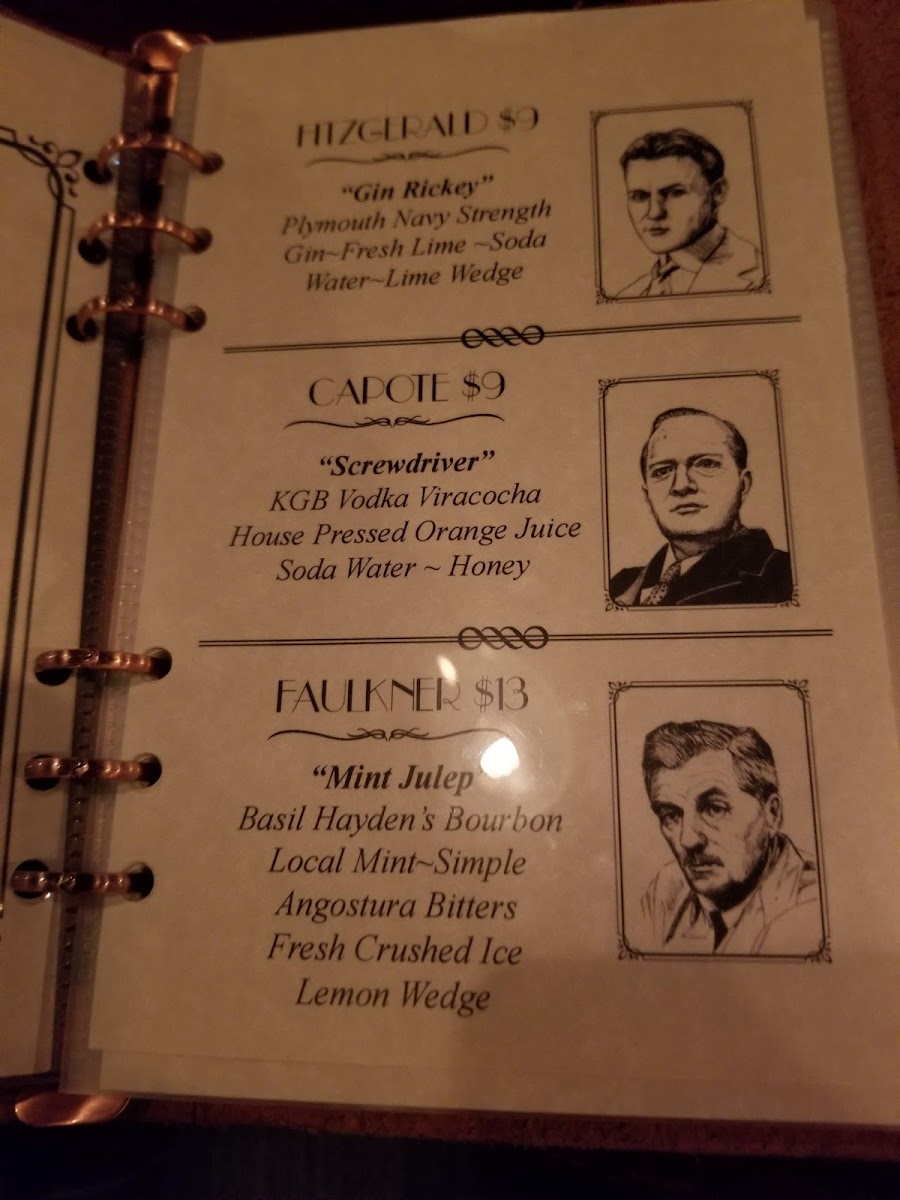 FITZGERALD $9
“Gin Rickey”
Plymouth Navy Strength
Gin~Fresh Lime ~Soda
Water~Lime Wedge
CAPOTE $9
“Screwdriver”
KGB Vodka Viracocha
House Pressed Orange Juice
Soda Water ~ Honey
FAULKNER $13
“Mint Julep”
Basil Hayden’s Bourbon
Local Mint~Simple
Angostura Bitters
Fresh Crushed Ice
Lemon Wedge